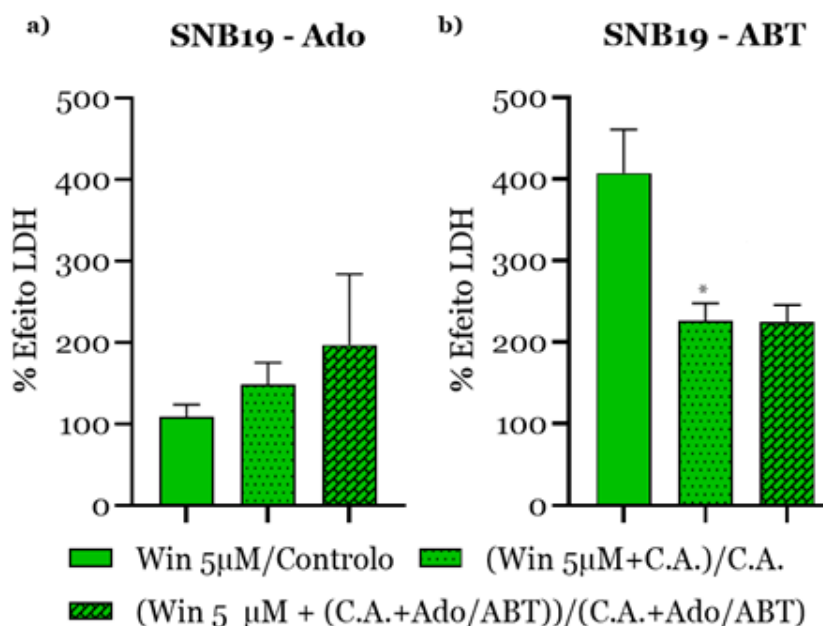 a) SNB19 - Ado
b) SNB19 - ABT
% Efeito LDH
500
400
300
200
100
0
% Efeito LDH
500
400
300
200
100
0
*
Win 5µM/Controlo
(Win 5µM+C.A.)/C.A.
(Win 5 µM + (C.A.+Ado/ABT))/(C.A.+Ado/ABT)